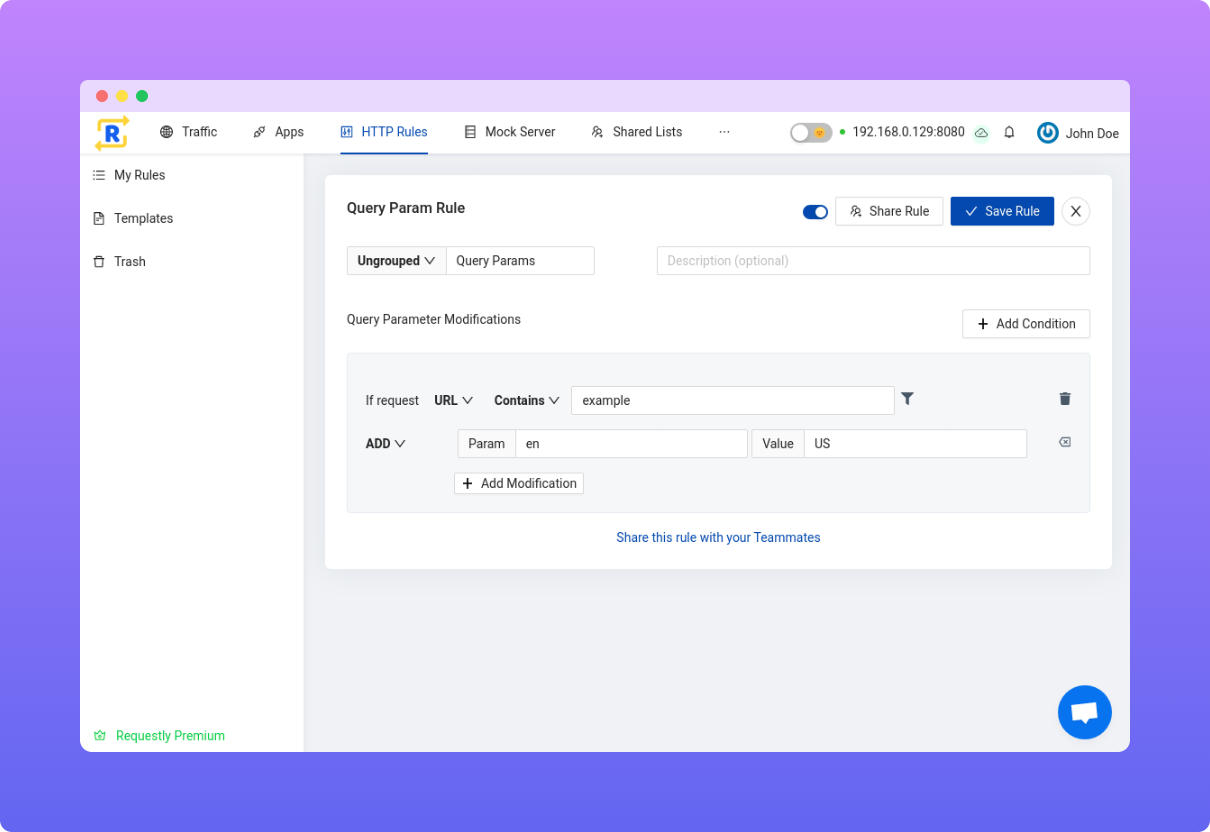 R Traffic Apps HTTP Rules Mock Server Shared Lists ··· 192.168.0.129:8080 John Doe
My Rules
Templates
Trash
Query Param Rule Share Rule Save Rule
Ungrouped Query Params Description (optional)
Query Parameter Modifications Add Condition
If request URL Contains example
ADD Param en Value US
Add Modification
Share this rule with your Teammates
Requestly Premium